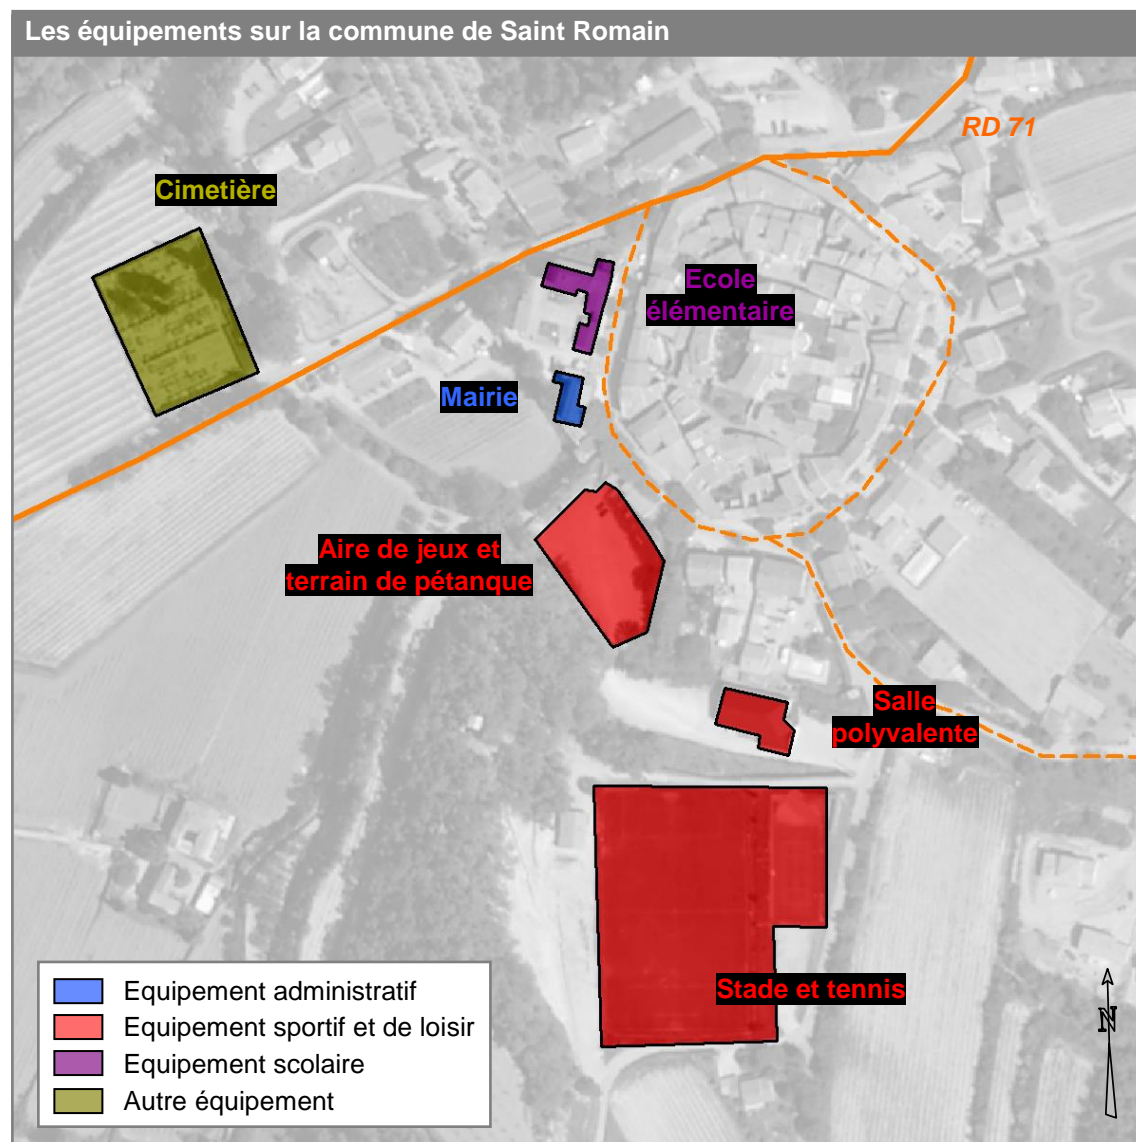 Les équipements sur la commune de Saint Romain
RD 71
Cimetière
Ecole
élémentaire
Mairie
Aire de jeux et
terrain de pétanque
Salle
polyvalente
Stade et tennis
Equipement administratif
Equipement sportif et de loisir
Equipement scolaire
Autre équipement
N